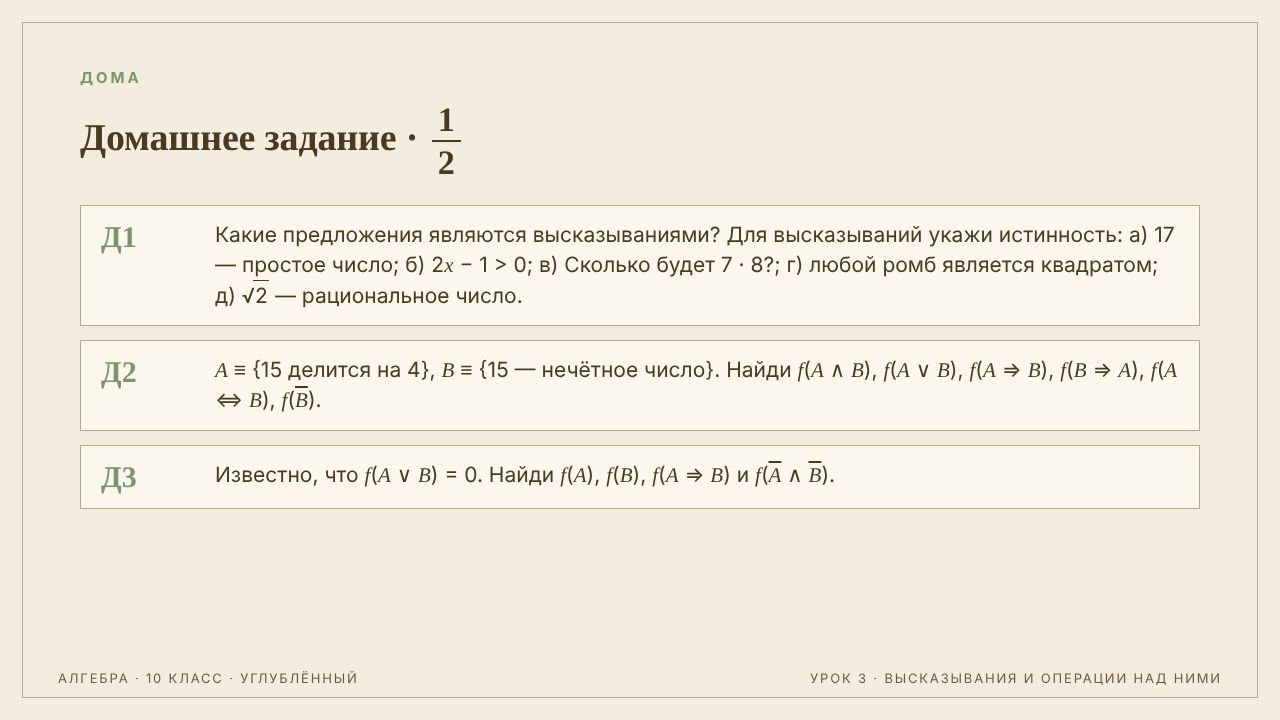 ДОМА
Домашнее задание · 1/2
Д1
Какие предложения являются высказываниями? Для высказываний укажи истинность: а) 17
— простое число; б) 2x − 1 > 0; в) Сколько будет 7 · 8?; г) любой ромб является квадратом;
д) √2 — рациональное число.
Д2
A ≡ {15 делится на 4}, B ≡ {15 — нечётное число}. Найди f(A ∧ B), f(A ∨ B), f(A ⇒ B), f(B ⇒ A), f(A
⇔ B), f(B̅).
Д3
Известно, что f(A ∨ B) = 0. Найди f(A), f(B), f(A ⇒ B) и f(A̅ ∧ B̅).
АЛГЕБРА · 10 КЛАСС · УГЛУБЛЁННЫЙ
УРОК 3 · ВЫСКАЗЫВАНИЯ И ОПЕРАЦИИ НАД НИМИ